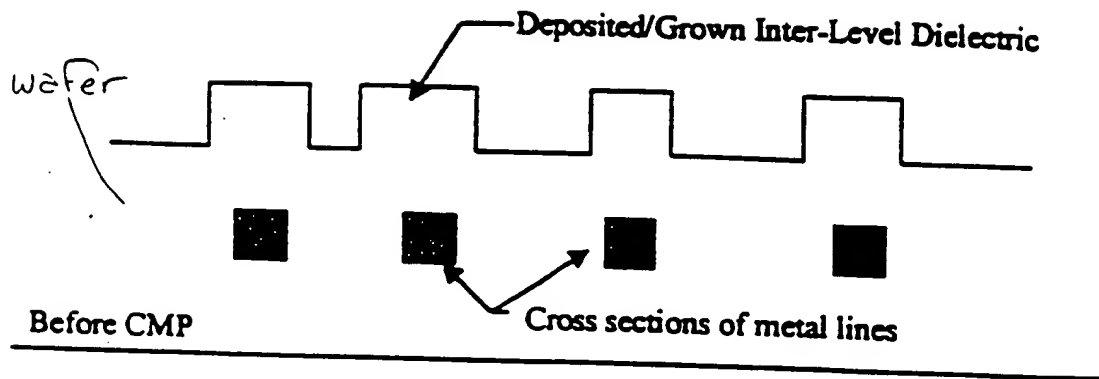 Deposited/Grown Inter-Level Dielectric
wafer
Before CMP
Cross sections of metal lines